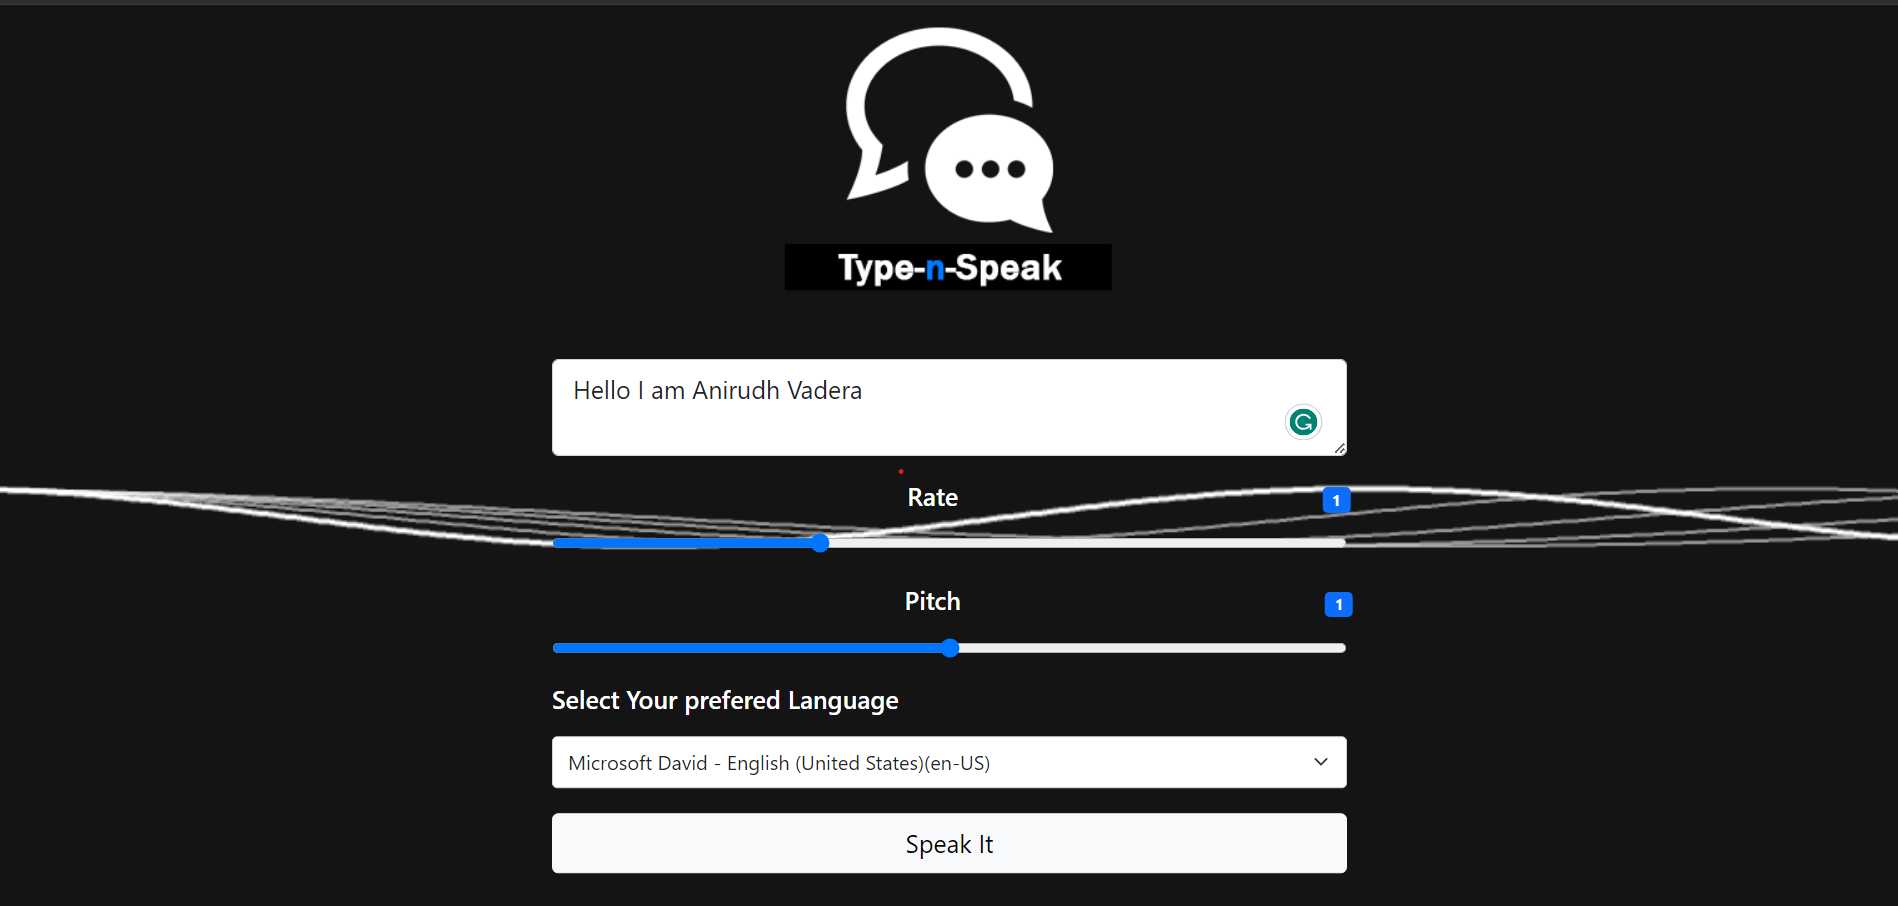 Type-n-Speak
Hello I am Anirudh Vadera
Rate
1
Pitch
1
Select Your prefered Language
Microsoft David - English (United States)(en-US)
Speak It